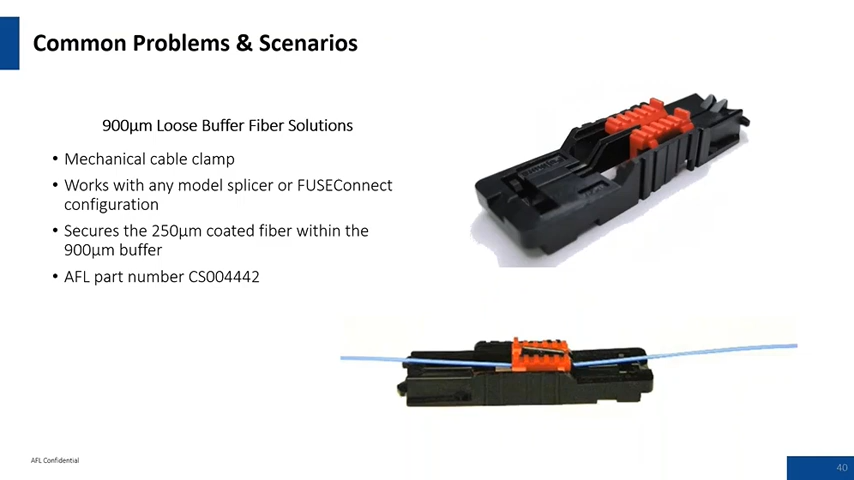 Common Problems & Scenarios
900µm Loose Buffer Fiber Solutions
• Mechanical cable clamp
• Works with any model splicer or FUSEConnect
configuration
• Secures the 250µm coated fiber within the
900µm buffer
• AFL part number CS004442
AFL Confidential
40